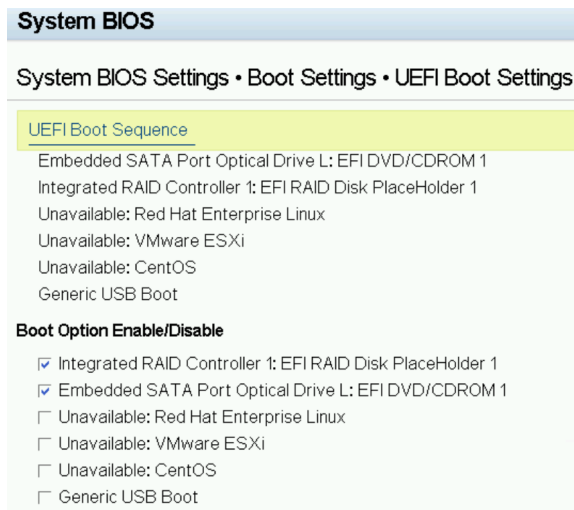 System BIOS
System BIOS Settings • Boot Settings • UEFI Boot Settings
UEFI Boot Sequence
Embedded SATA Port Optical Drive L: EFI DVD/CDROM 1
Integrated RAID Controller 1: EFI RAID Disk PlaceHolder 1
Unavailable: Red Hat Enterprise Linux
Unavailable: VMware ESXi
Unavailable: CentOS
Generic USB Boot
Boot Option Enable/Disable
Integrated RAID Controller 1: EFI RAID Disk PlaceHolder 1
Embedded SATA Port Optical Drive L: EFI DVD/CDROM 1
Unavailable: Red Hat Enterprise Linux
Unavailable: VMware ESXi
Unavailable: CentOS
Generic USB Boot